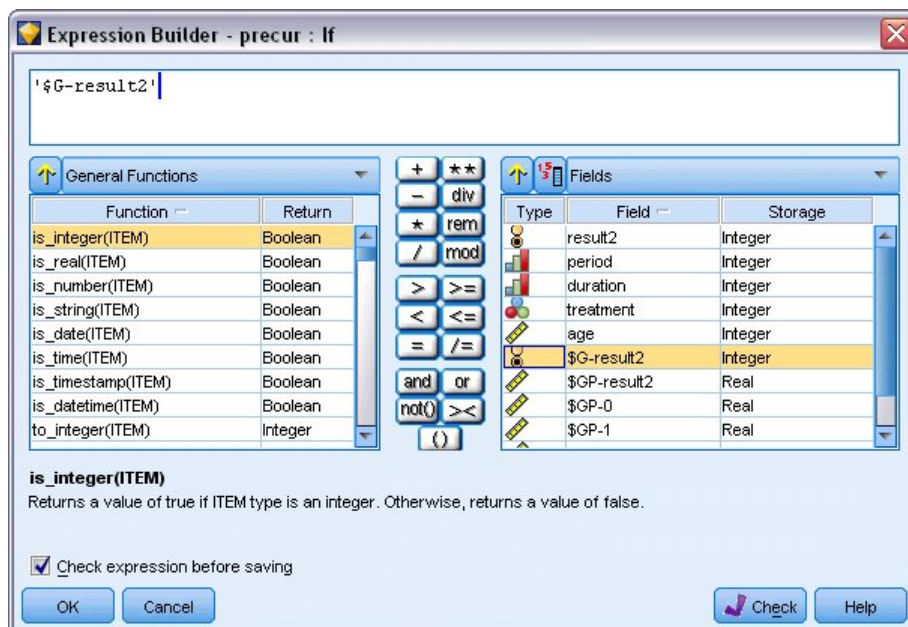 Expression Builder - precur : If
'$G-result2'
General Functions
Fields
Function Return
is_integer(ITEM) Boolean
is_real(ITEM) Boolean
is_number(ITEM) Boolean
is_string(ITEM) Boolean
is_date(ITEM) Boolean
is_time(ITEM) Boolean
is_timestamp(ITEM) Boolean
is_datetime(ITEM) Boolean
to_integer(ITEM) Integer
+ **
- div
* rem
/ mod
> >=
< <=
= /=
and or
not() ><
()
Type Field Storage
result2 Integer
period Integer
duration Integer
treatment Integer
age Integer
$G-result2 Integer
$GP-result2 Real
$GP-0 Real
$GP-1 Real
is_integer(ITEM)
Returns a value of true if ITEM type is an integer. Otherwise, returns a value of false.
Check expression before saving
OK Cancel Check Help